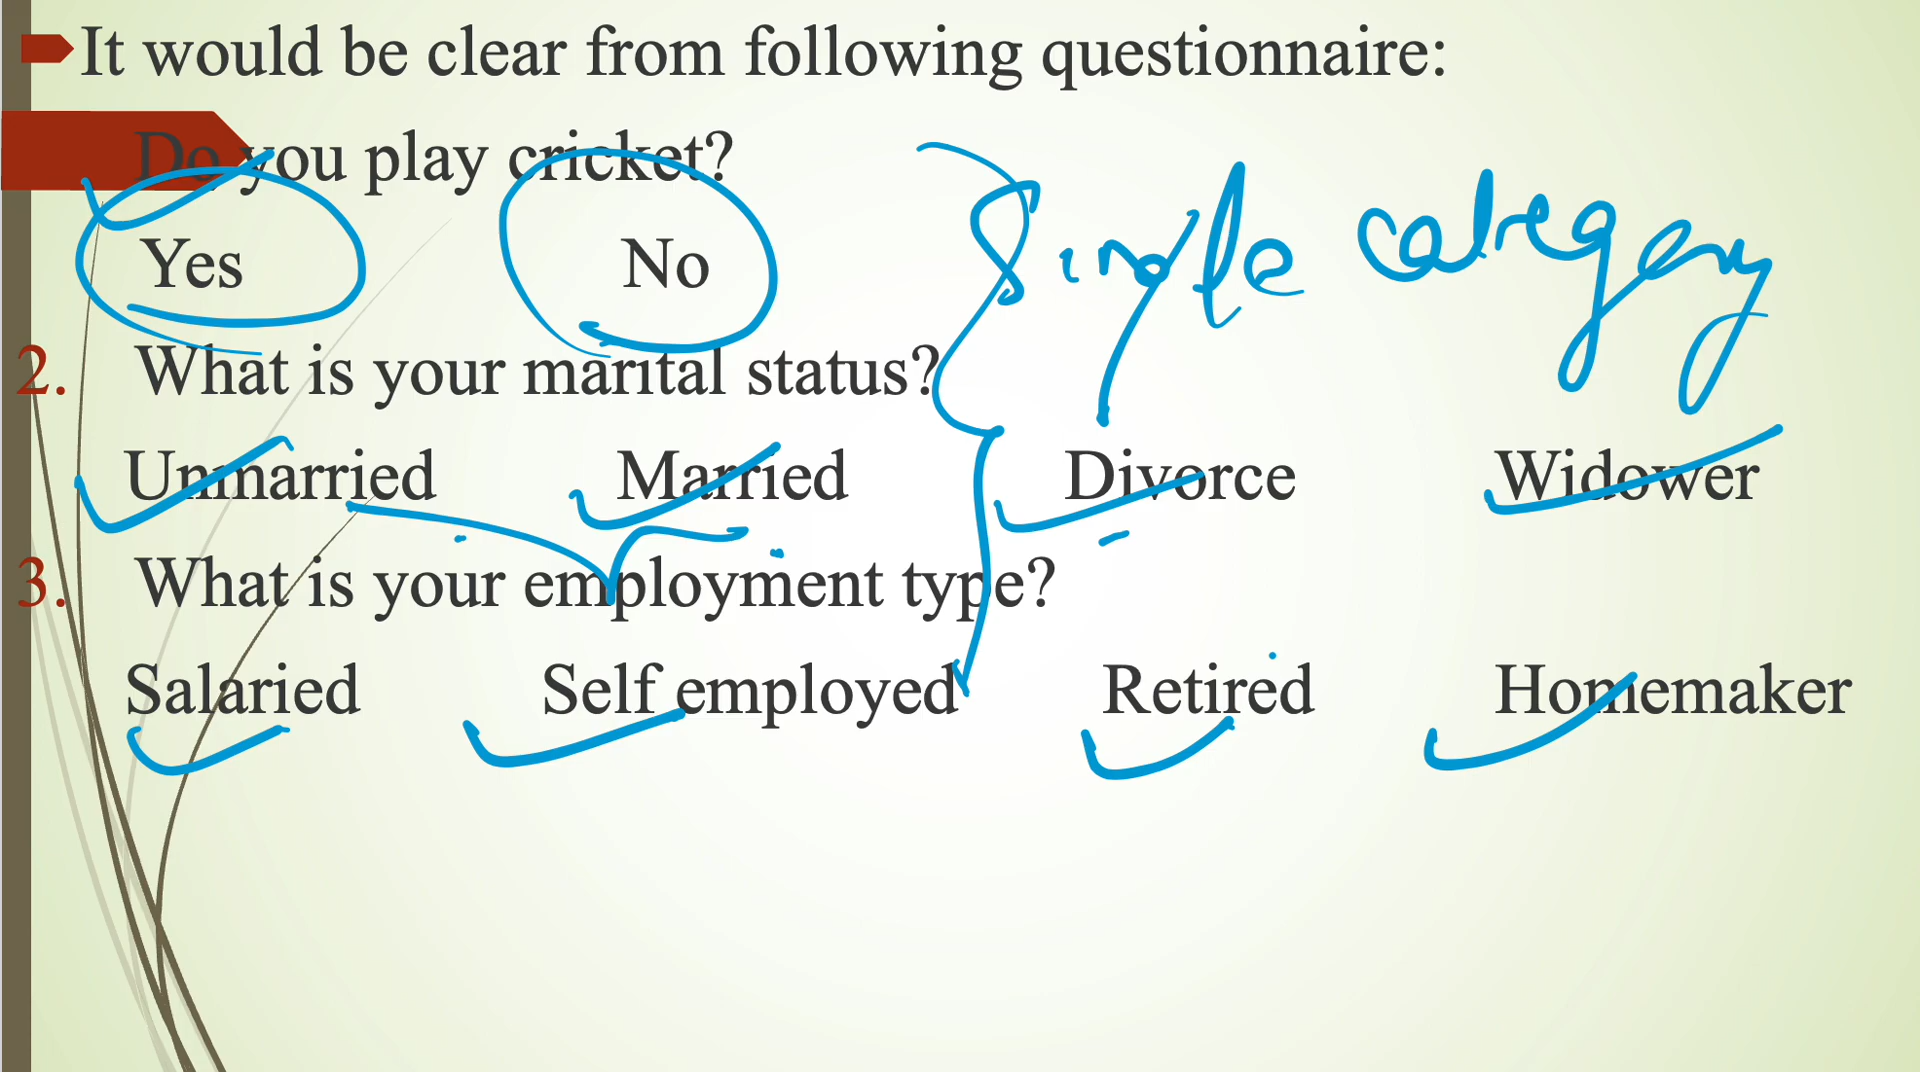 It would be clear from following questionnaire:
Do you play cricket?
Yes No Single category
2. What is your marital status?
Unmarried Married Divorce Widower
3. What is your employment type?
Salaried Self employed Retired Homemaker